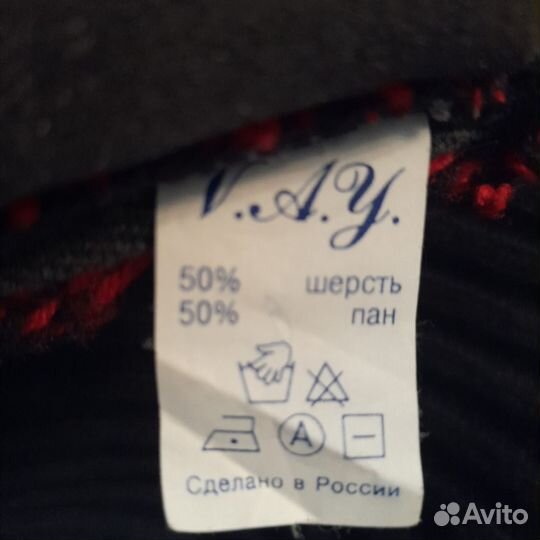 V.A.Y.
50% шерсть
50% пан
A
Сделано в России
Avito